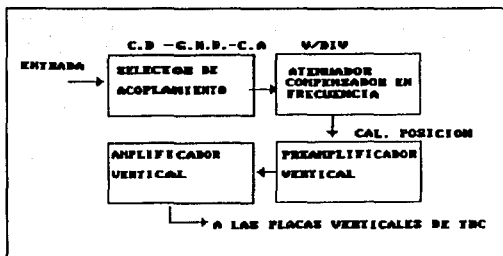 C.D -G.N.D.-C.A V/DIV
ENTRADA
SELECTOR DE
ACOPLAMIENTO
ATENUADOR
COMPENSADOR EN
FRECUENCIA
CAL. POSICION
AMPLIFICADOR
VERTICAL
PREAMPLIFICADOR
VERTICAL
A LAS PLACAS VERTICALES DE TRC